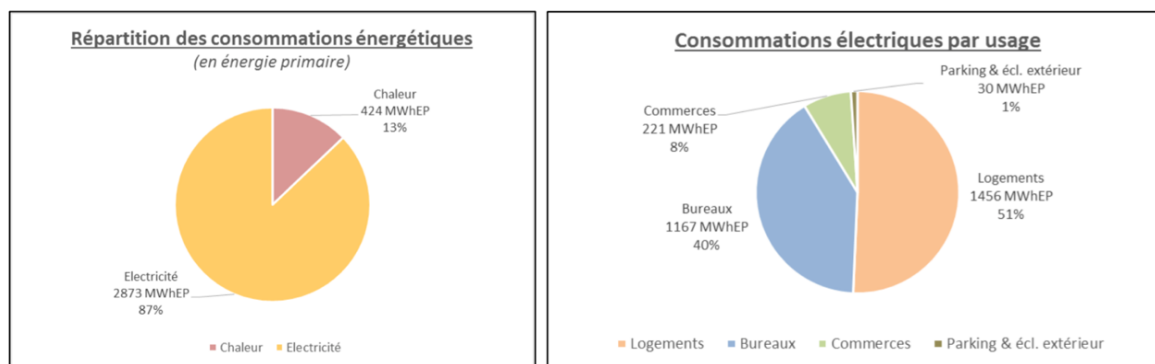 Répartition des consommations énergétiques
(en énergie primaire)
Chaleur
424 MWhEP
13%
Electricité
2873 MWhEP
87%
Chaleur
Electricité
Consommations électriques par usage
Parking & écl. extérieur
30 MWhEP
1%
Commerces
221 MWhEP
8%
Logements
1456 MWhEP
51%
Bureaux
1167 MWhEP
40%
Logements
Bureaux
Commerces
Parking & écl. extérieur